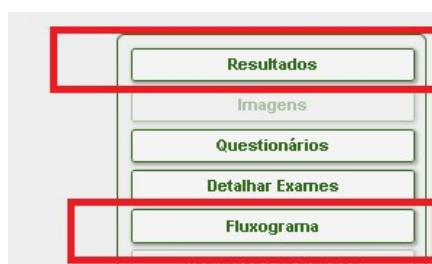 Resultados
Imagens
Questionários
Detalhar Exames
Fluxograma